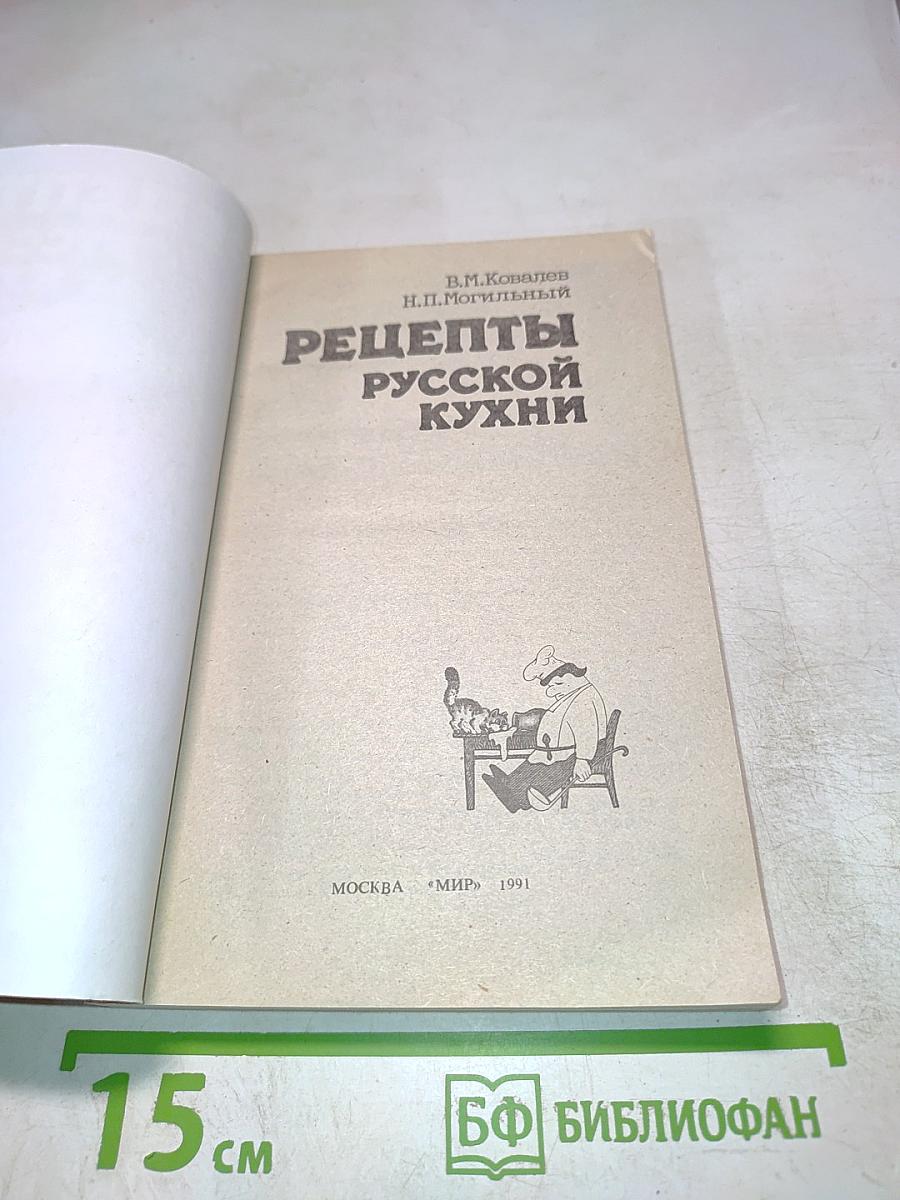 В.М.Ковалев
Н.П.Могильный
РЕЦЕПТЫ
РУССКОЙ
КУХНИ
МОСКВА «МИР» 1991
15 см
БФ БИБЛИОФАН